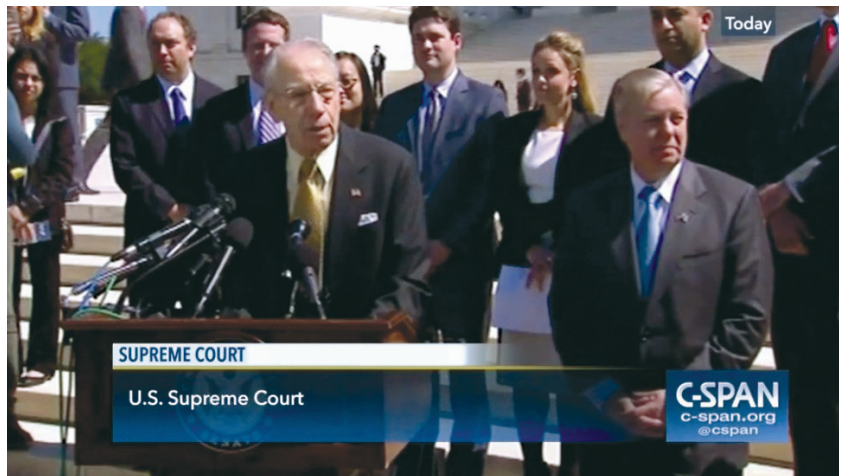 Today
SUPREME COURT
U.S. Supreme Court
C-SPAN
c-span.org
@cspan